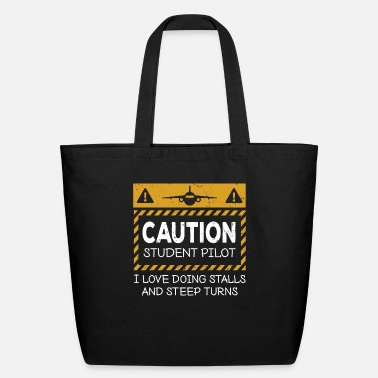 CAUTION
STUDENT PILOT
I LOVE DOING STALLS
AND STEEP TURNS